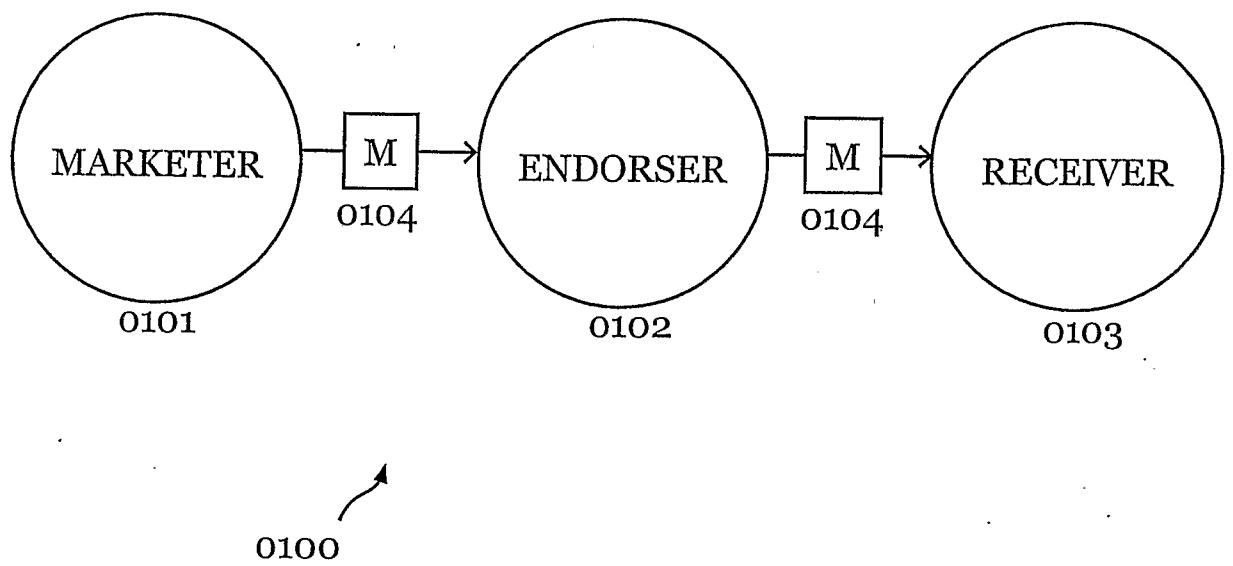 MARKETER
M
0104
ENDORSER
M
0104
RECEIVER
0101
0102
0103
0100